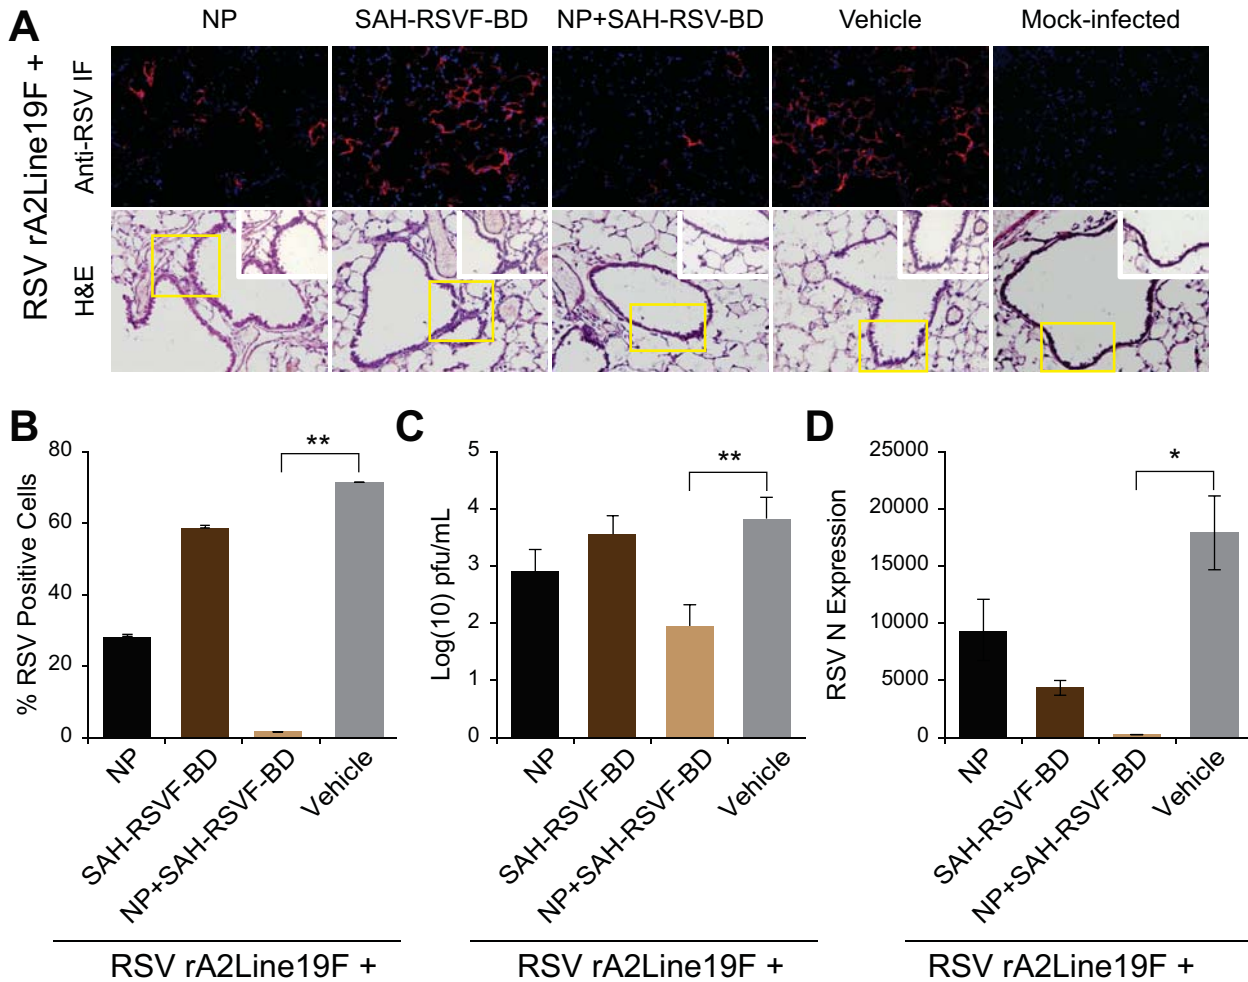 A
NP
SAH-RSVF-BD
NP+SAH-RSV-BD
Vehicle
Mock-infected
RSV rA2Line19F +
Anti-RSV IF
H&E
B
% RSV Positive Cells
80
60
40
20
0
**
NP
SAH-RSVF-BD
NP+SAH-RSVF-BD
Vehicle
RSV rA2Line19F +
C
Log(10) pfu/mL
5
4
3
2
1
0
**
NP
SAH-RSVF-BD
NP+SAH-RSVF-BD
Vehicle
RSV rA2Line19F +
D
RSV N Expression
25000
20000
15000
10000
5000
0
*
NP
SAH-RSVF-BD
NP+SAH-RSVF-BD
Vehicle
RSV rA2Line19F +